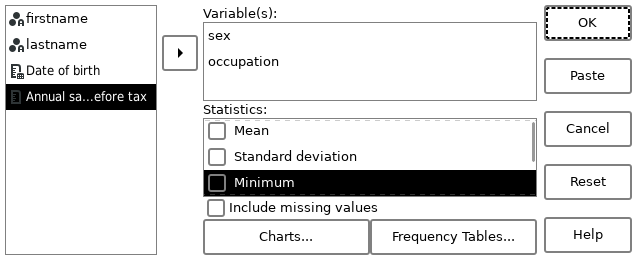 firstname
lastname
Date of birth
Annual sa...efore tax
Variable(s):
sex
occupation
Statistics:
Mean
Standard deviation
Minimum
Include missing values
Charts...
Frequency Tables...
OK
Paste
Cancel
Reset
Help